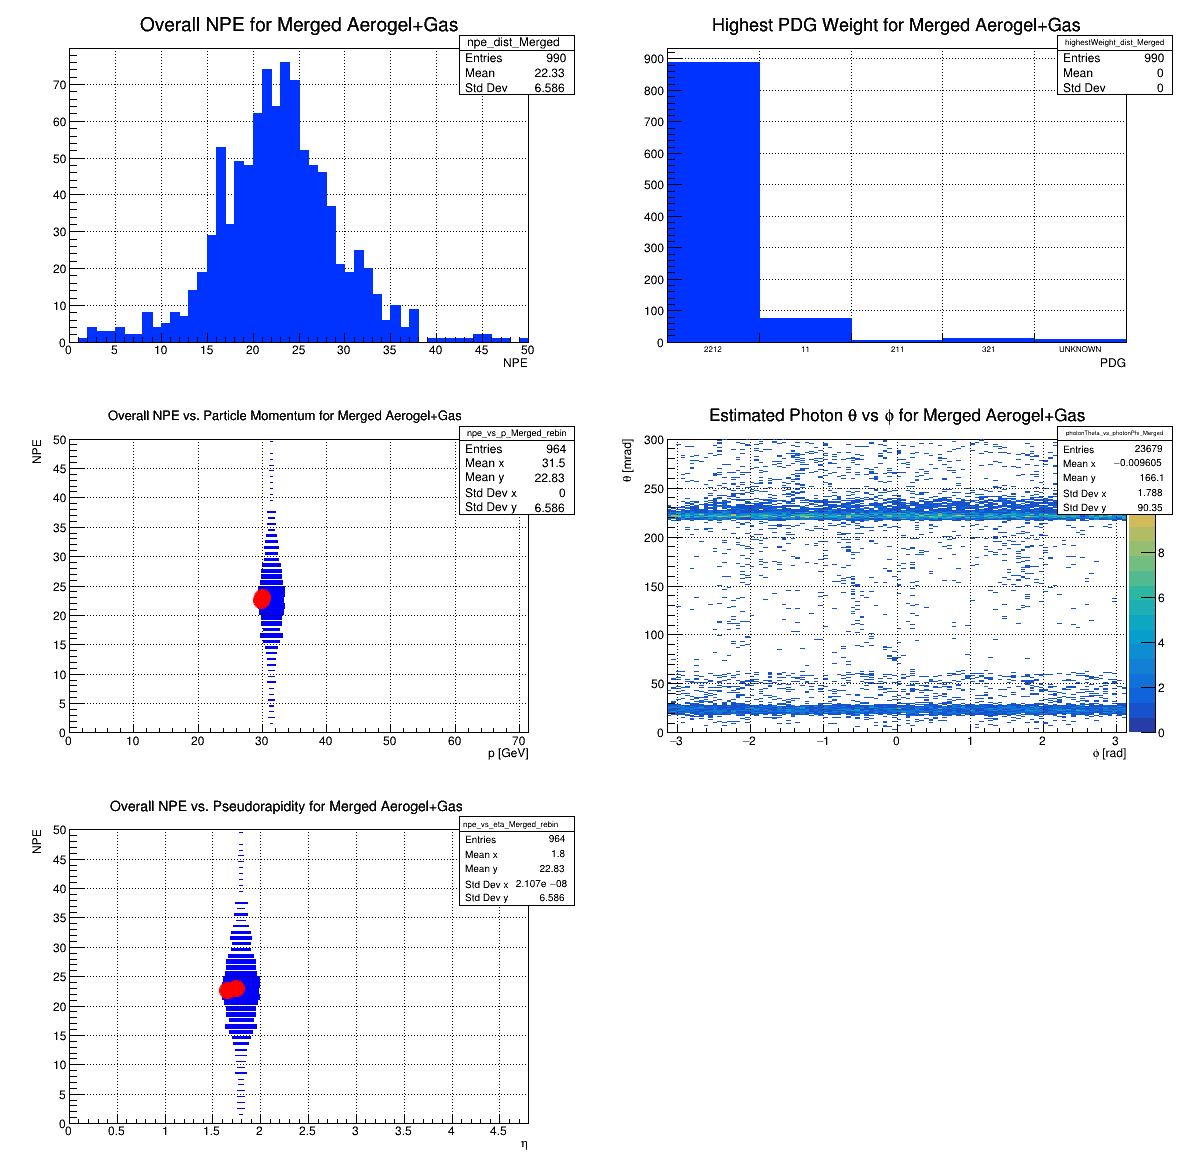 Overall NPE for Merged Aerogel+Gas
npe_dist_Merged
Entries 990
Mean 22.33
Std Dev 6.586
70
60
50
40
30
20
10
0
0 5 10 15 20 25 30 35 40 45 50
NPE
Highest PDG Weight for Merged Aerogel+Gas
highestWeight_dist_Merged
Entries 990
Mean 0
Std Dev 0
900
800
700
600
500
400
300
200
100
0
2212 11 211 321 UNKNOWN
PDG
Overall NPE vs. Particle Momentum for Merged Aerogel+Gas
npe_vs_p_Merged_rebin
Entries 964
Mean x 31.5
Mean y 22.83
Std Dev x 0
Std Dev y 6.586
NPE
50
45
40
35
30
25
20
15
10
5
0
0 10 20 30 40 50 60 70
p [GeV]
Estimated Photon θ vs ϕ for Merged Aerogel+Gas
photonTheta_vs_photonPhi_Merged
Entries 23679
Mean x −0.009605
Mean y 166.1
Std Dev x 1.788
Std Dev y 90.35
θ [mrad]
300
250
200
150
100
50
0
−3 −2 −1 0 1 2 3
ϕ [rad]
8
6
4
2
0
Overall NPE vs. Pseudorapidity for Merged Aerogel+Gas
npe_vs_eta_Merged_rebin
Entries 964
Mean x 1.8
Mean y 22.83
Std Dev x 2.107e −08
Std Dev y 6.586
NPE
50
45
40
35
30
25
20
15
10
5
0
0 0.5 1 1.5 2 2.5 3 3.5 4 4.5
η